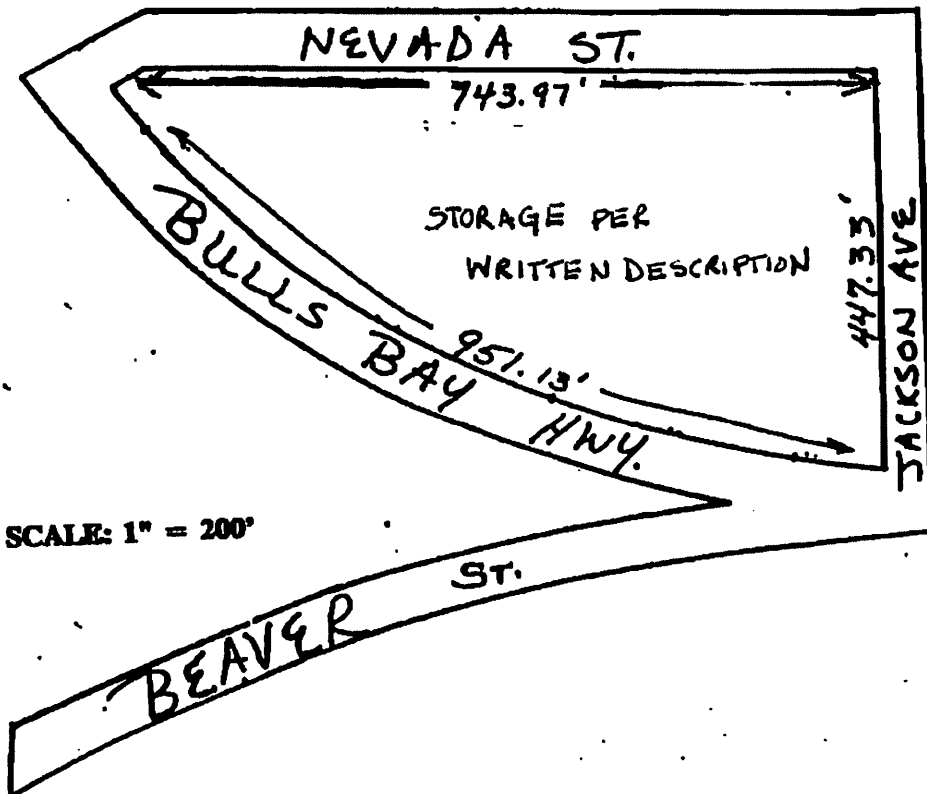 NEVADA ST.
743.97'
STORAGE PER
WRITTEN DESCRIPTION
447.33'
JACKSON AVE
BULLS BAY HWY.
951.13'
SCALE: 1" = 200'
BEAVER ST.